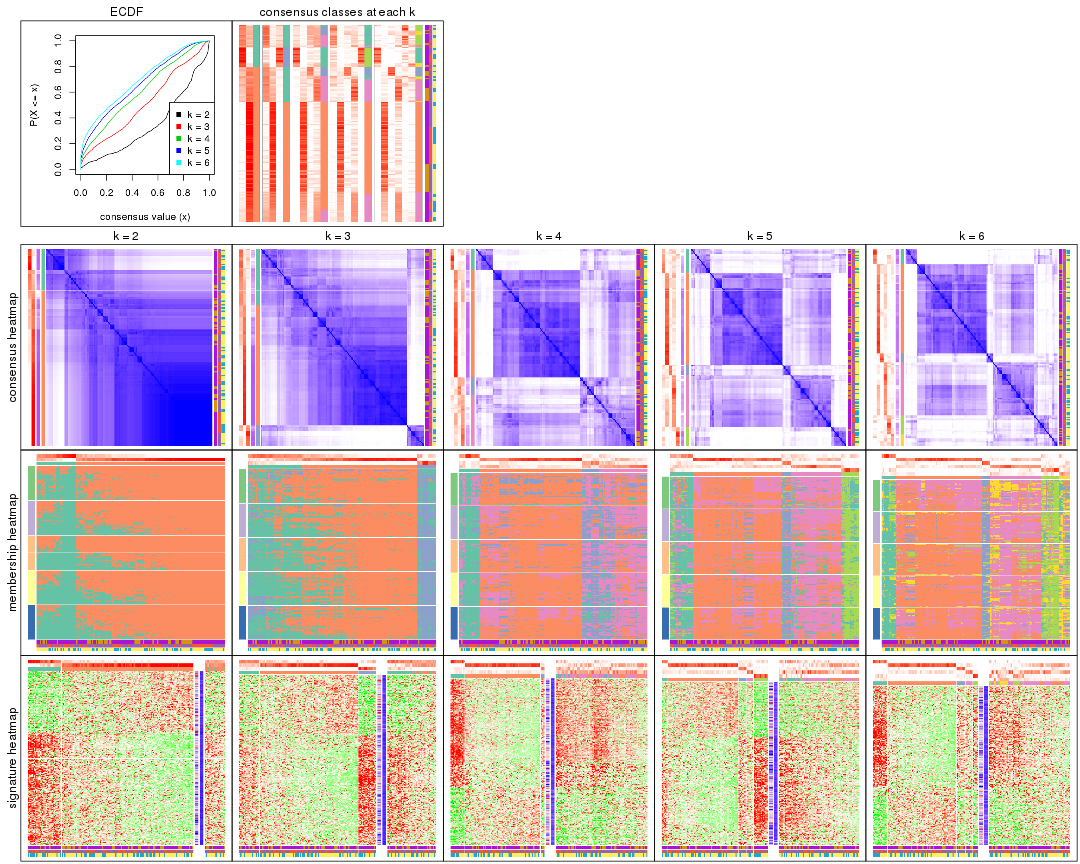 ECDF
consensus classes at each k
P(X <= x)
0.0 0.2 0.4 0.6 0.8 1.0
k = 2
k = 3
k = 4
k = 5
k = 6
0.0 0.2 0.4 0.6 0.8 1.0
consensus value (x)
k = 2 k = 3 k = 4 k = 5 k = 6
consensus heatmap
membership heatmap
signature heatmap